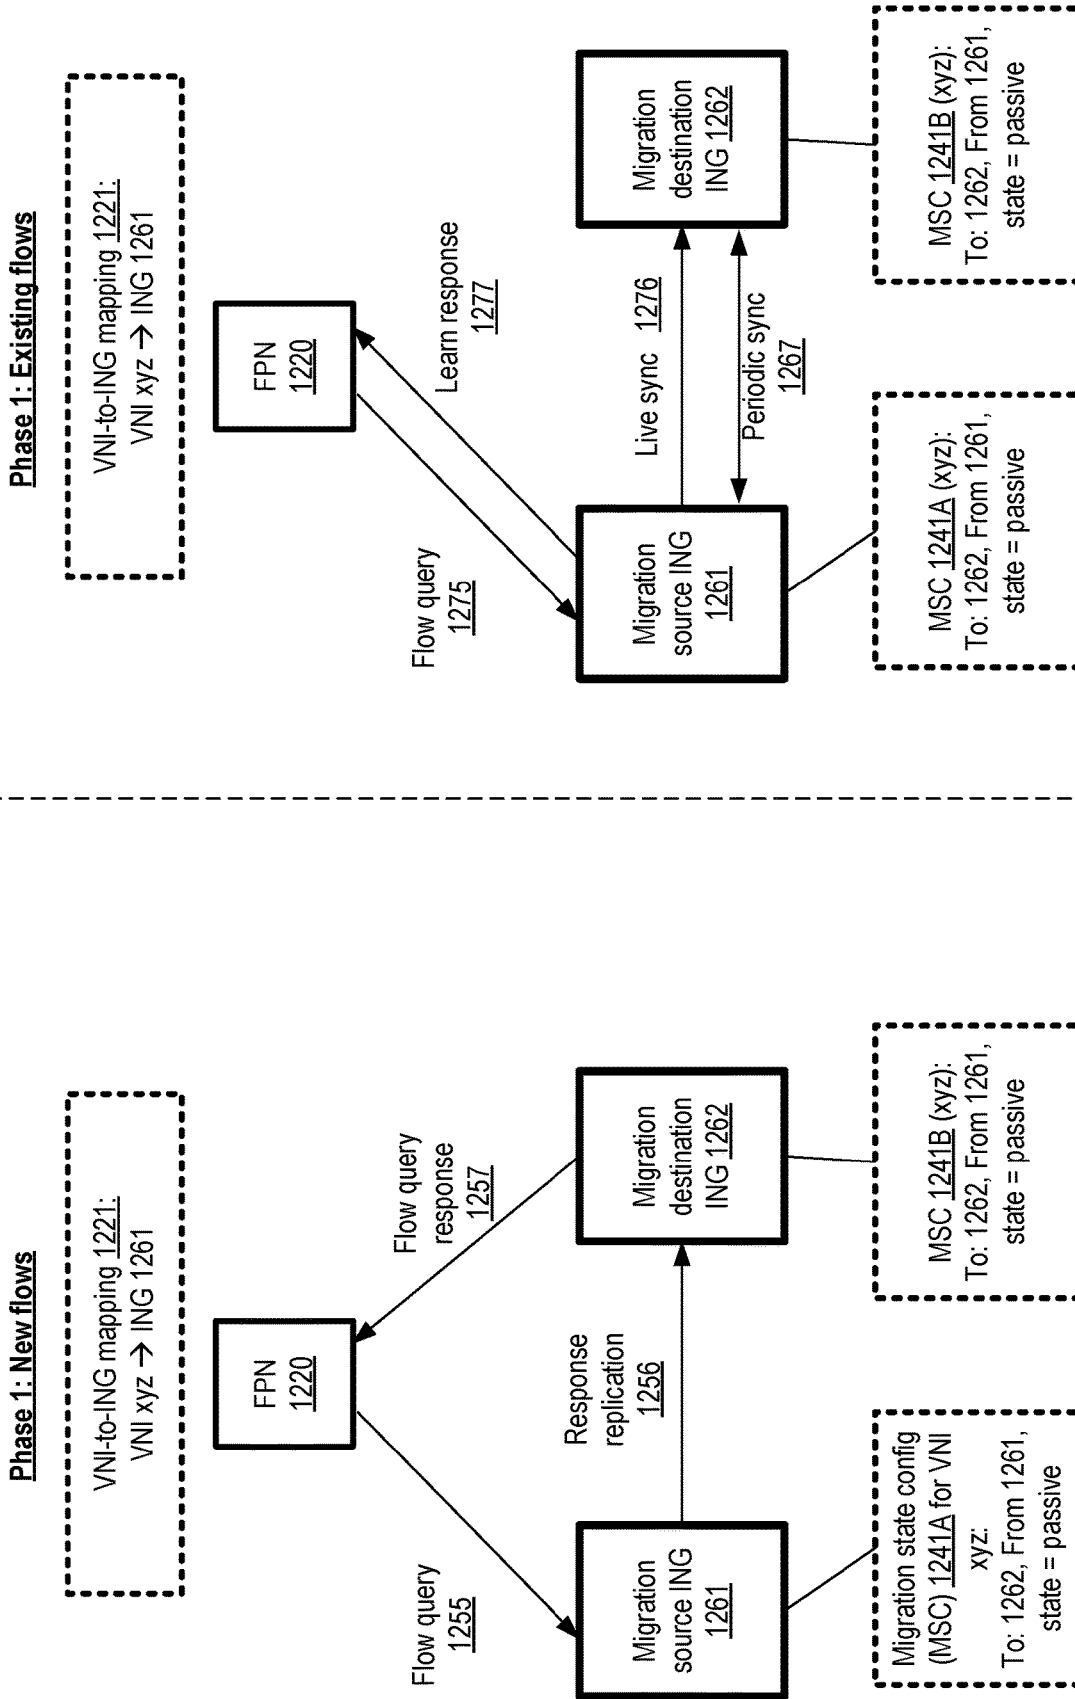 Phase 1: New flows
VNI-to-ING mapping 1221:
VNI xyz → ING 1261
FPN
1220
Flow query
1255
Flow query
response
1257
Migration
source ING
1261
Response
replication
1256
Migration
destination
ING 1262
Migration state config
(MSC) 1241A for VNI
xyz:
To: 1262, From 1261,
state = passive
MSC 1241B (xyz):
To: 1262, From 1261,
state = passive
Phase 1: Existing flows
VNI-to-ING mapping 1221:
VNI xyz → ING 1261
FPN
1220
Flow query
1275
Learn response
1277
Migration
source ING
1261
Live sync 1276
Periodic sync
1267
Migration
destination
ING 1262
MSC 1241A (xyz):
To: 1262, From 1261,
state = passive
MSC 1241B (xyz):
To: 1262, From 1261,
state = passive